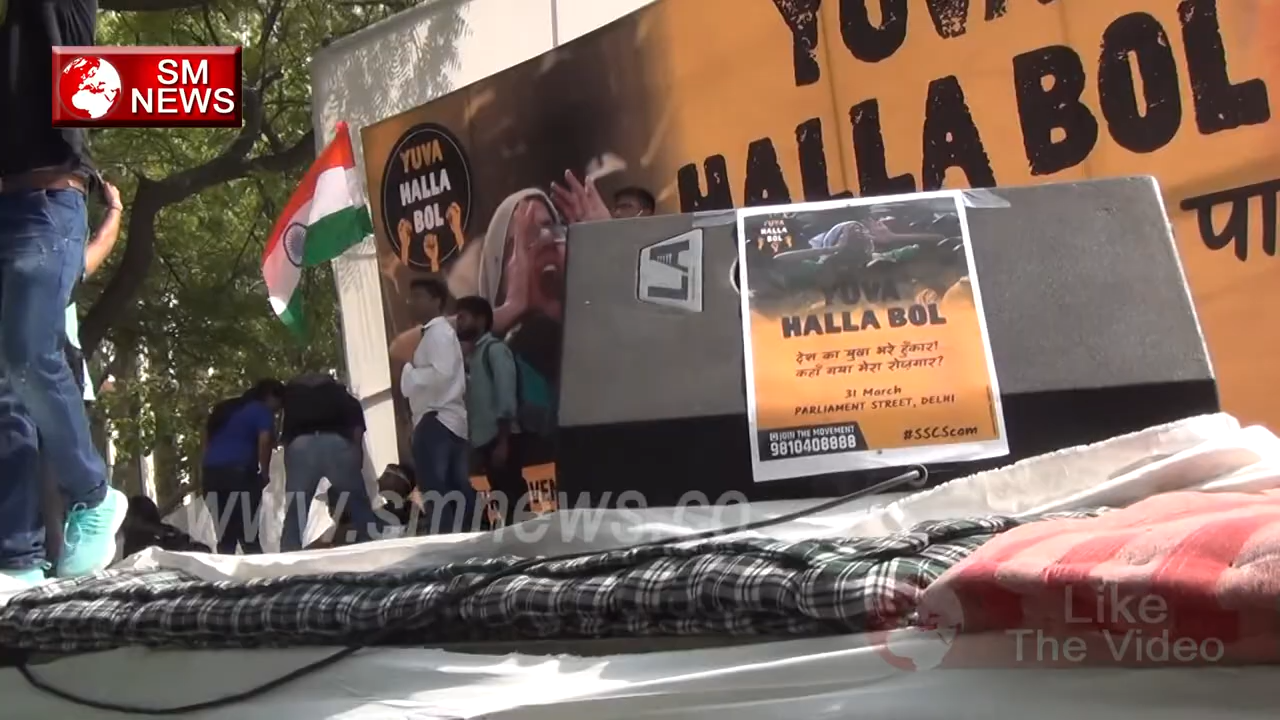 SM
NEWS
YUVA
HALLA BOL
पा
YUVA
HALLA
BOL
LA
YUVA
HALLA BOL
YUVA
HALLA BOL
देश का युवा भरे हुँकार!
कहाँ गया मेरा रोज़गार?
31 March
PARLIAMENT STREET, DELHI
JOIN THE MOVEMENT
9810408888
#SSCScam
www.smnews.co
Like
The Video